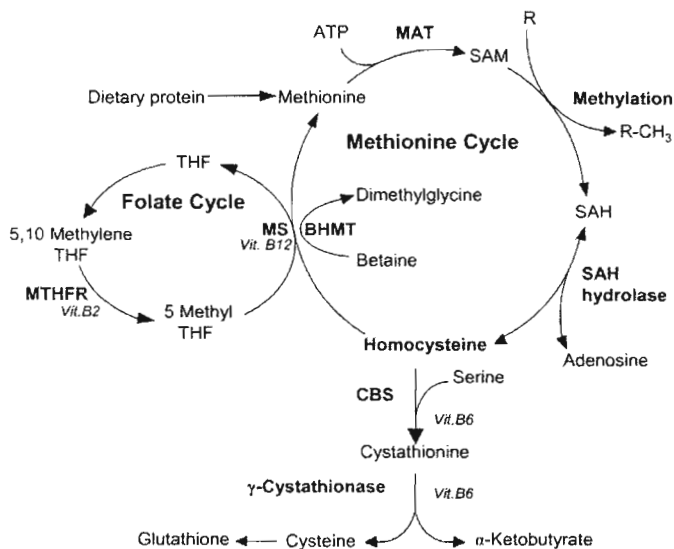 R
ATP
MAT
SAM
Dietary protein
Methionine
Methylation
R-CH₃
Methionine Cycle
THF
Folate Cycle
Dimethylglycine
SAH
5,10 Methylene
THF
MS
BHMT
Vit. B12
Betaine
MTHFR
Vit.B2
5 Methyl
THF
SAH
hydrolase
Homocysteine
Adenosine
Serine
CBS
Vit.B6
Cystathionine
γ-Cystathionase
Vit.B6
Glutathione
Cysteine
α-Ketobutyrate